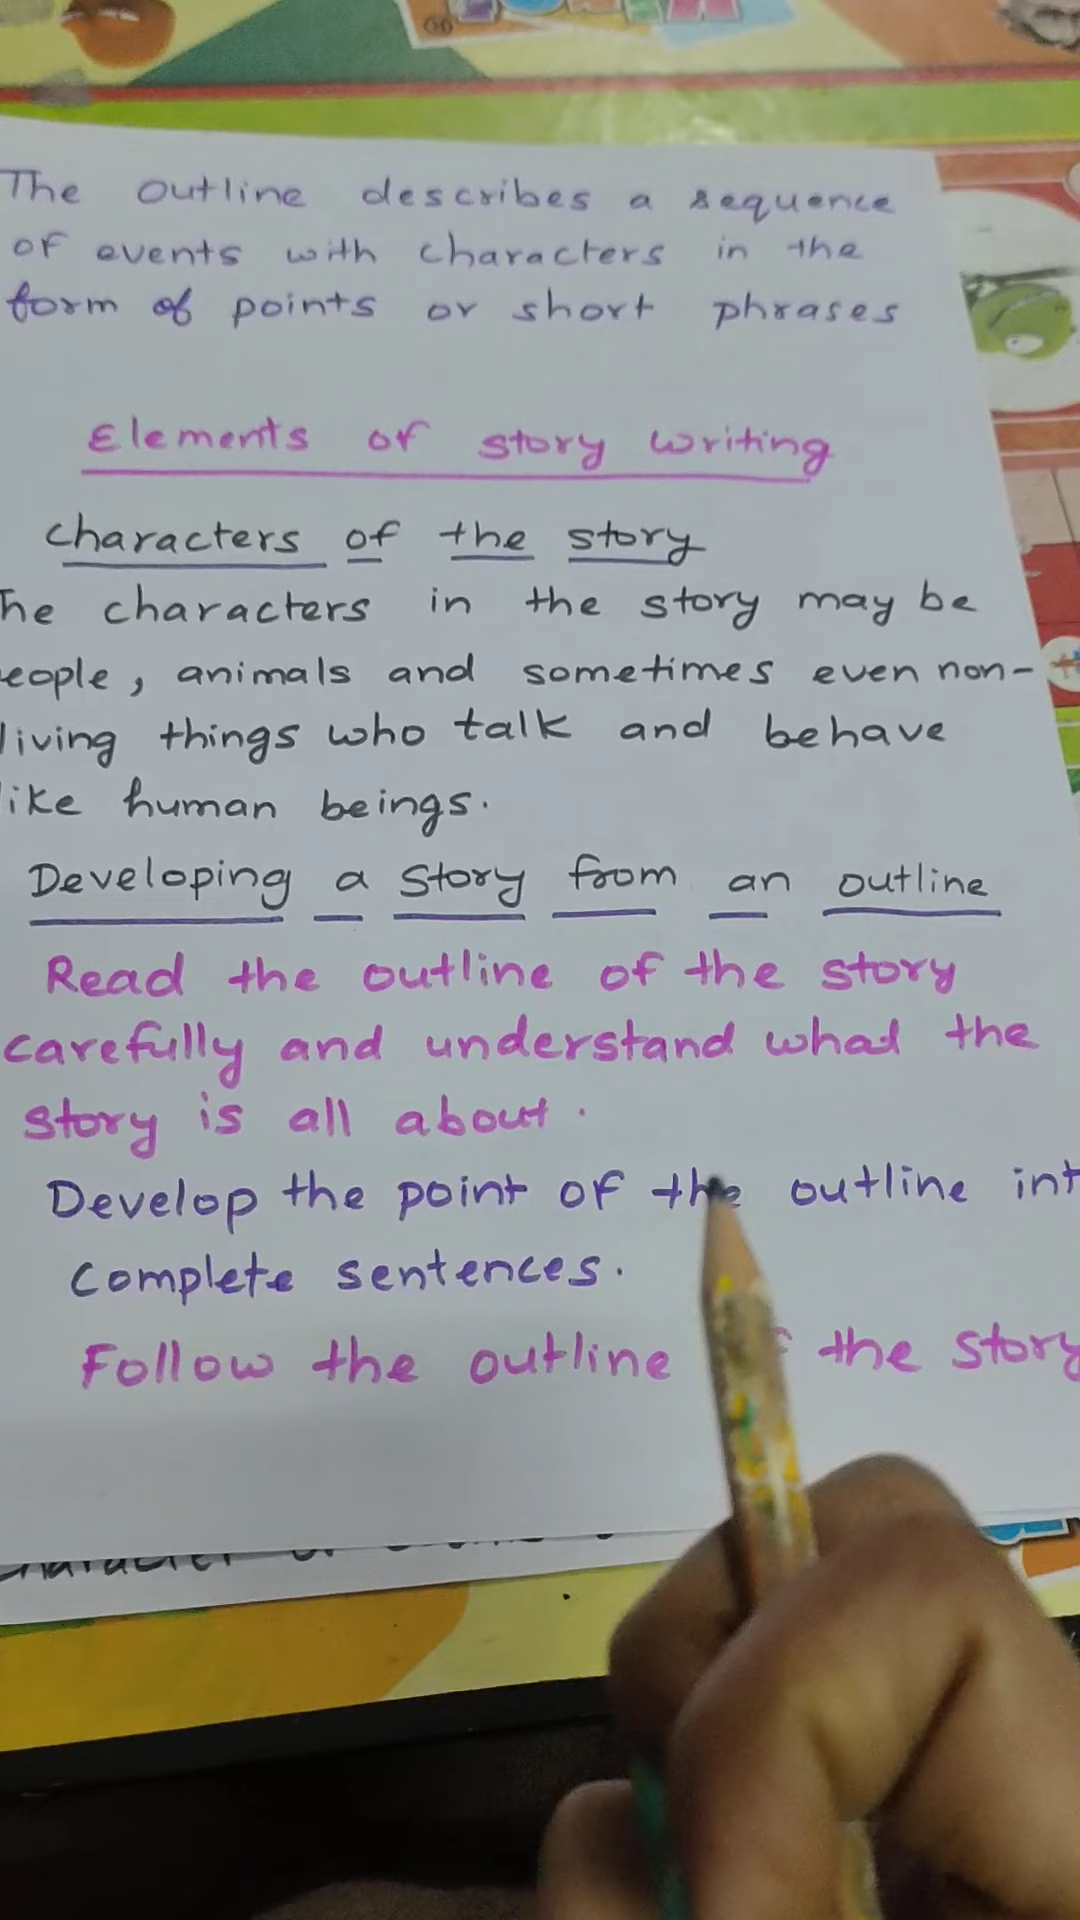 The outline describes a sequence
of events with characters in the
form of points or short phrases
Elements of story writing
characters of the story
he characters in the story may be
eople, animals and sometimes even non-
living things who talk and behave
like human beings.
Developing a story from an outline
Read the outline of the story
carefully and understand what the
story is all about.
Develop the point of the outline int
complete sentences.
Follow the outline the story